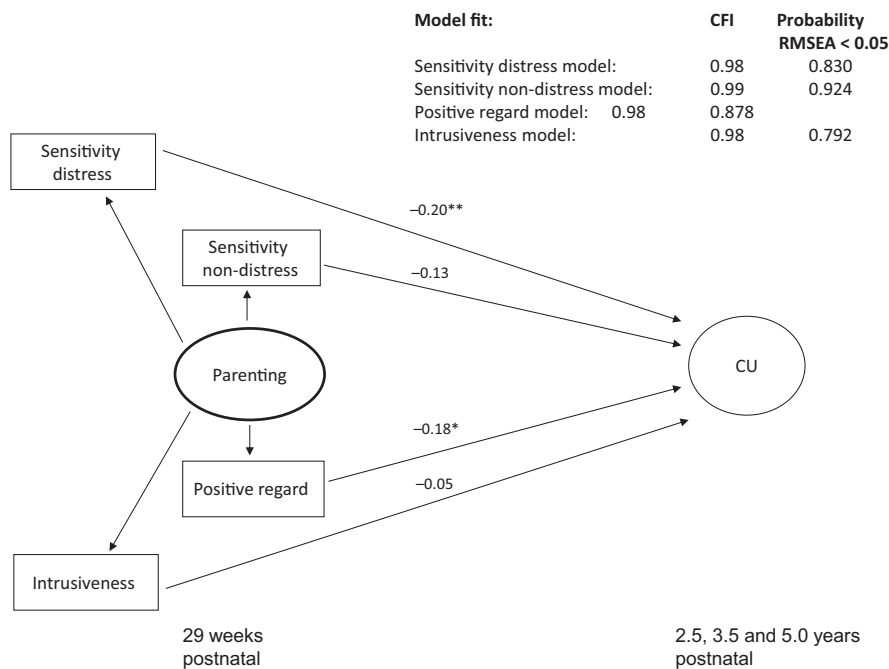 Model fit: CFI Probability
RMSEA < 0.05
Sensitivity distress model: 0.98 0.830
Sensitivity non-distress model: 0.99 0.924
Positive regard model: 0.98 0.878
Intrusiveness model: 0.98 0.792
Sensitivity
distress
−0.20**
Sensitivity
non-distress
−0.13
Parenting
CU
−0.18*
Positive regard
−0.05
Intrusiveness
29 weeks
postnatal
2.5, 3.5 and 5.0 years
postnatal